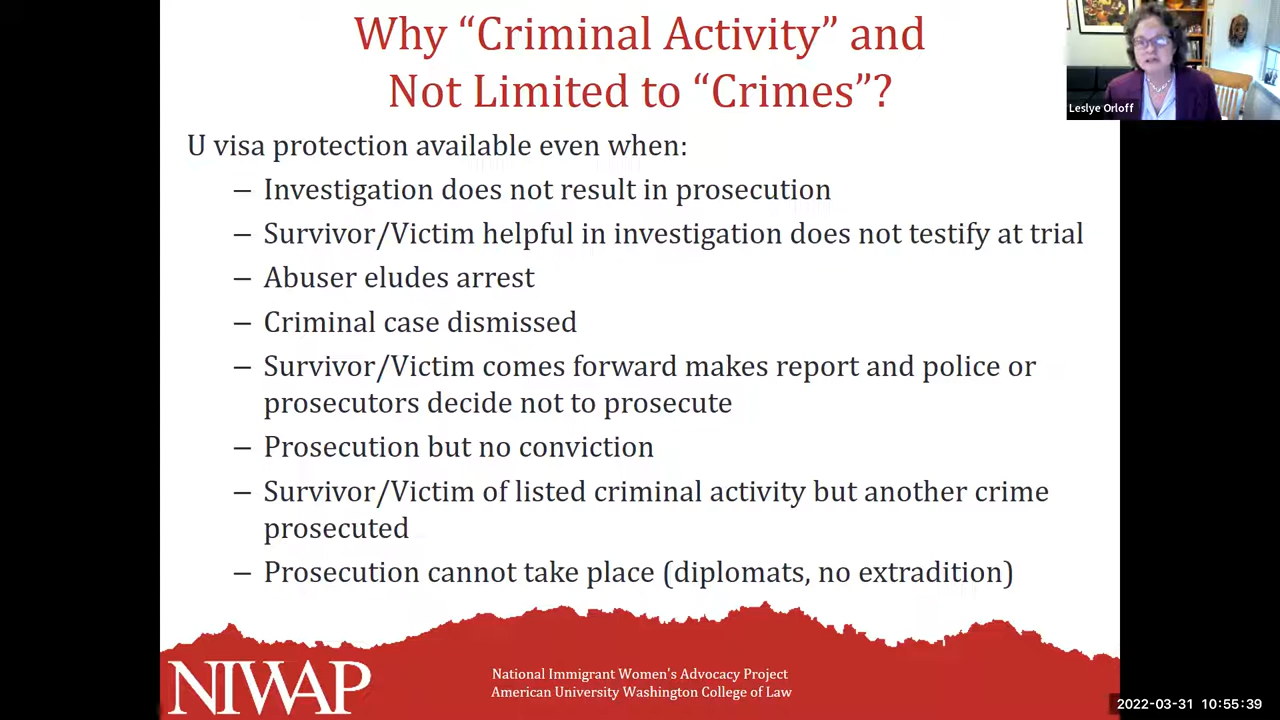 Why “Criminal Activity” and
Not Limited to “Crimes”?
Leslye Orloff
U visa protection available even when:
– Investigation does not result in prosecution
– Survivor/Victim helpful in investigation does not testify at trial
– Abuser eludes arrest
– Criminal case dismissed
– Survivor/Victim comes forward makes report and police or
prosecutors decide not to prosecute
– Prosecution but no conviction
– Survivor/Victim of listed criminal activity but another crime
prosecuted
– Prosecution cannot take place (diplomats, no extradition)
NIWAP
National Immigrant Women's Advocacy Project
American University Washington College of Law
2022-03-31 10:55:39